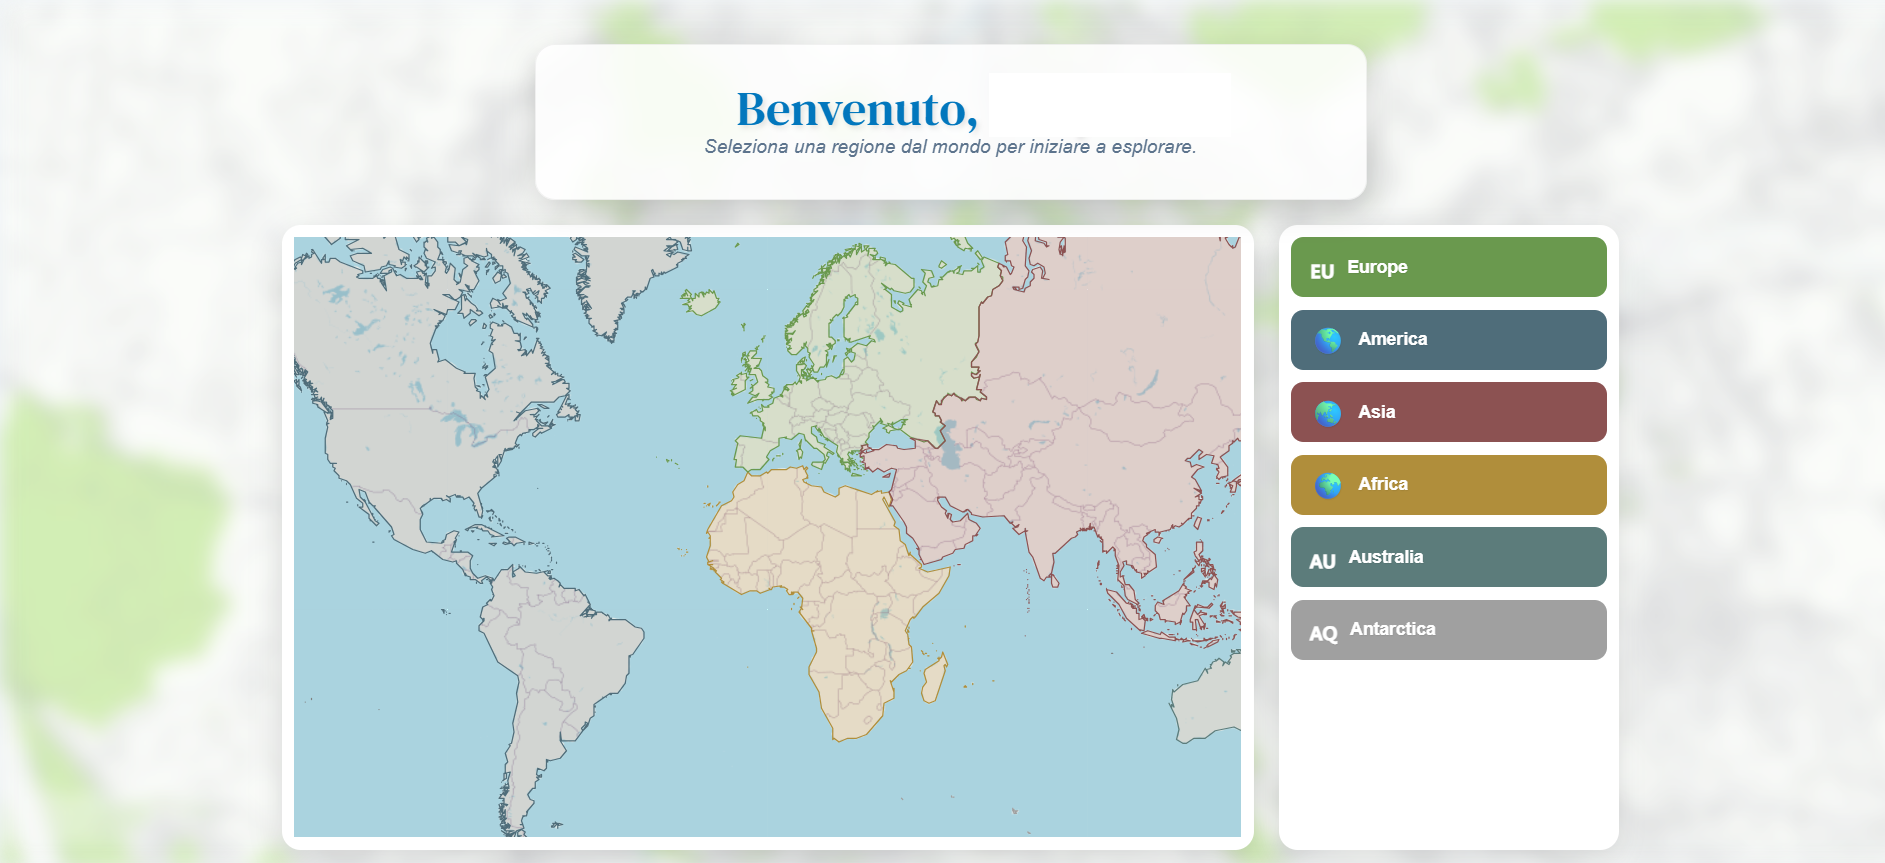 Benvenuto,
Seleziona una regione dal mondo per iniziare a esplorare.
EU Europe
America
Asia
Africa
AU Australia
AQ Antarctica